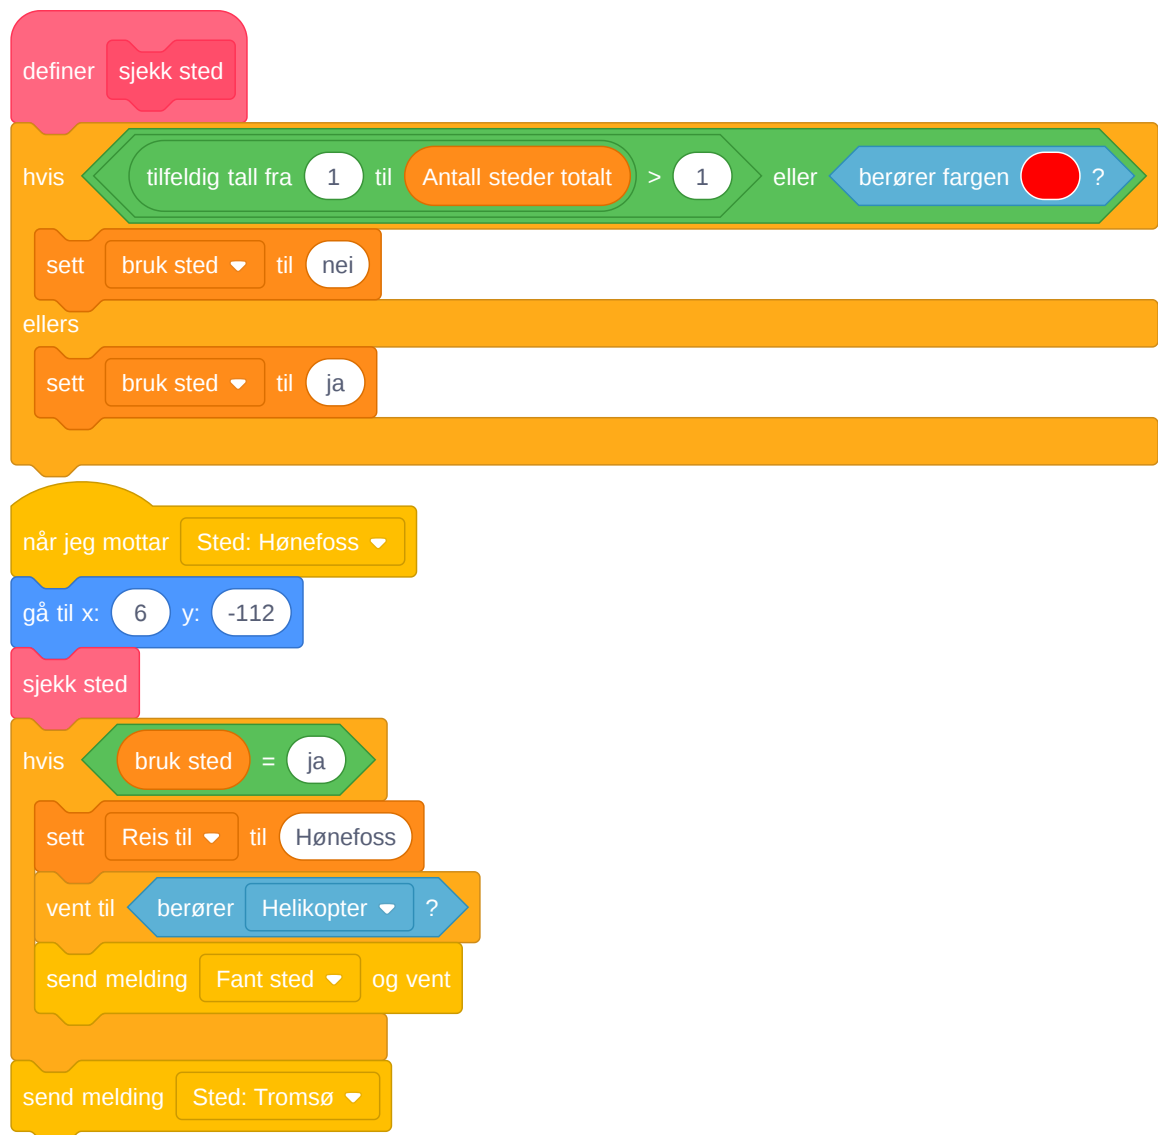 definer sjekk sted
hvis tilfeldig tall fra 1 til Antall steder totalt > 1 eller berører fargen ?
sett bruk sted til nei
ellers
sett bruk sted til ja
når jeg mottar Sted: Hønefoss
gå til x: 6 y: -112
sjekk sted
hvis bruk sted = ja
sett Reis til til Hønefoss
vent til berører Helikopter ?
send melding Fant sted og vent
send melding Sted: Tromsø